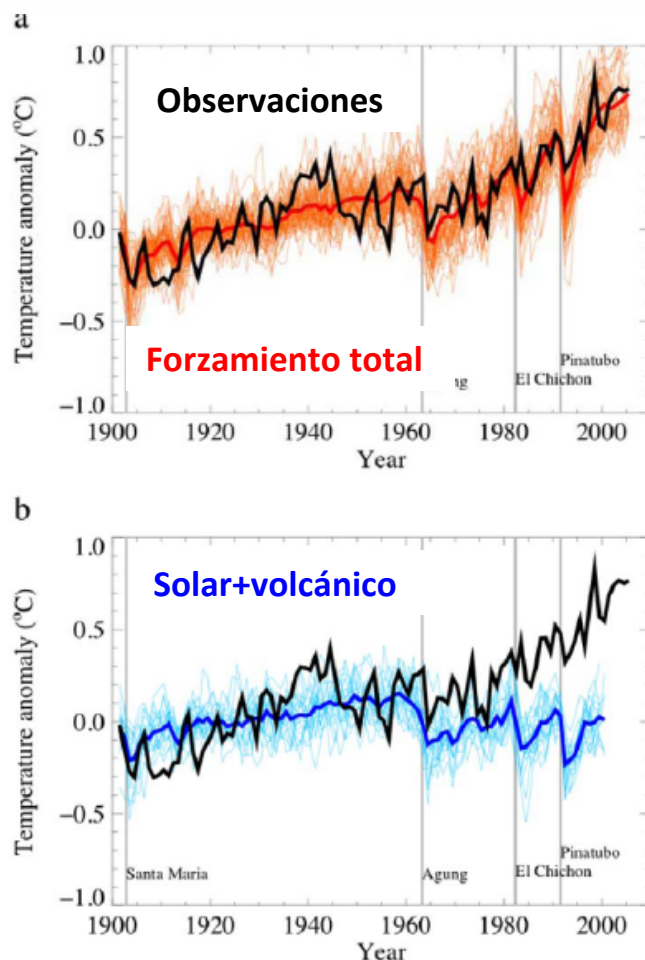 a
Temperature anomaly (°C)
1.0
0.5
0.0
−0.5
−1.0
Observaciones
Forzamiento total
ng
Pinatubo
El Chichon
1900
1920
1940
1960
1980
2000
Year
b
Temperature anomaly (°C)
1.0
0.5
0.0
−0.5
−1.0
Solar+volcánico
Santa Maria
Agung
El Chichon
Pinatubo
1900
1920
1940
1960
1980
2000
Year